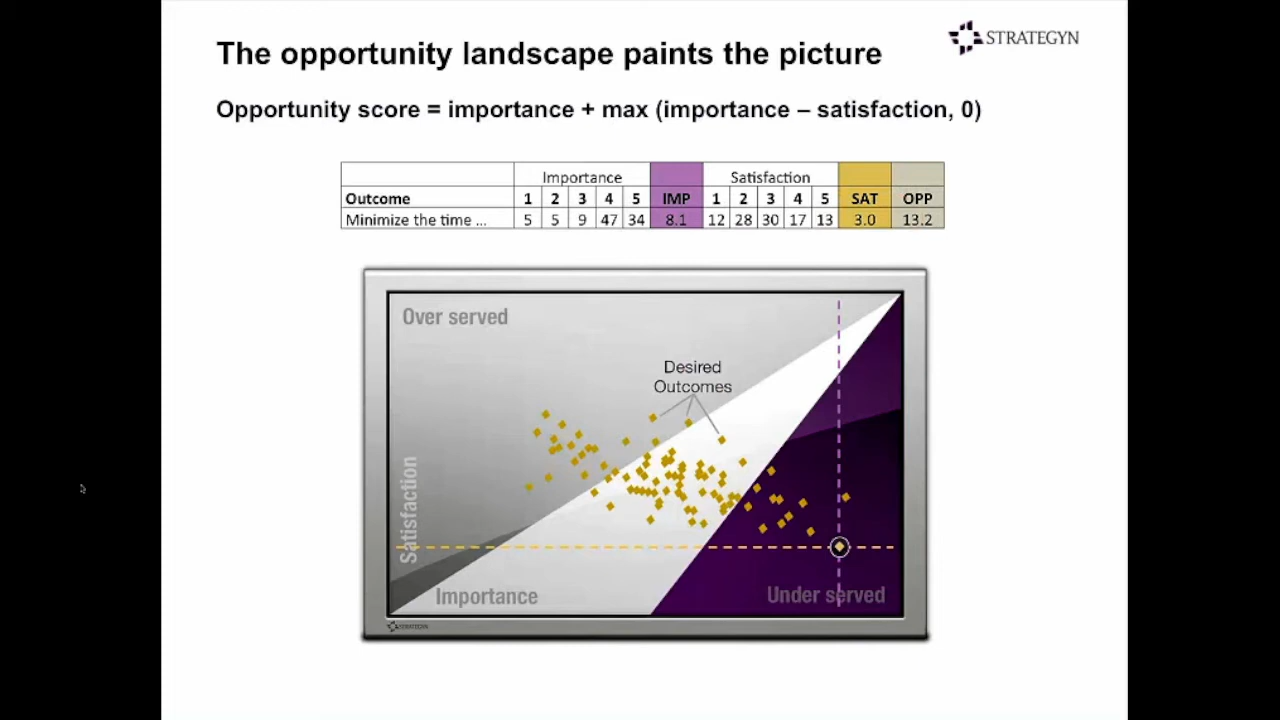 The opportunity landscape paints the picture
STRATEGYN
Opportunity score = importance + max (importance – satisfaction, 0)
Importance Satisfaction
Outcome 1 2 3 4 5 IMP 1 2 3 4 5 SAT OPP
Minimize the time ... 5 5 9 47 34 8.1 12 28 30 17 13 3.0 13.2
Over served
Desired
Outcomes
Satisfaction
Importance
Under served
STRATEGYN